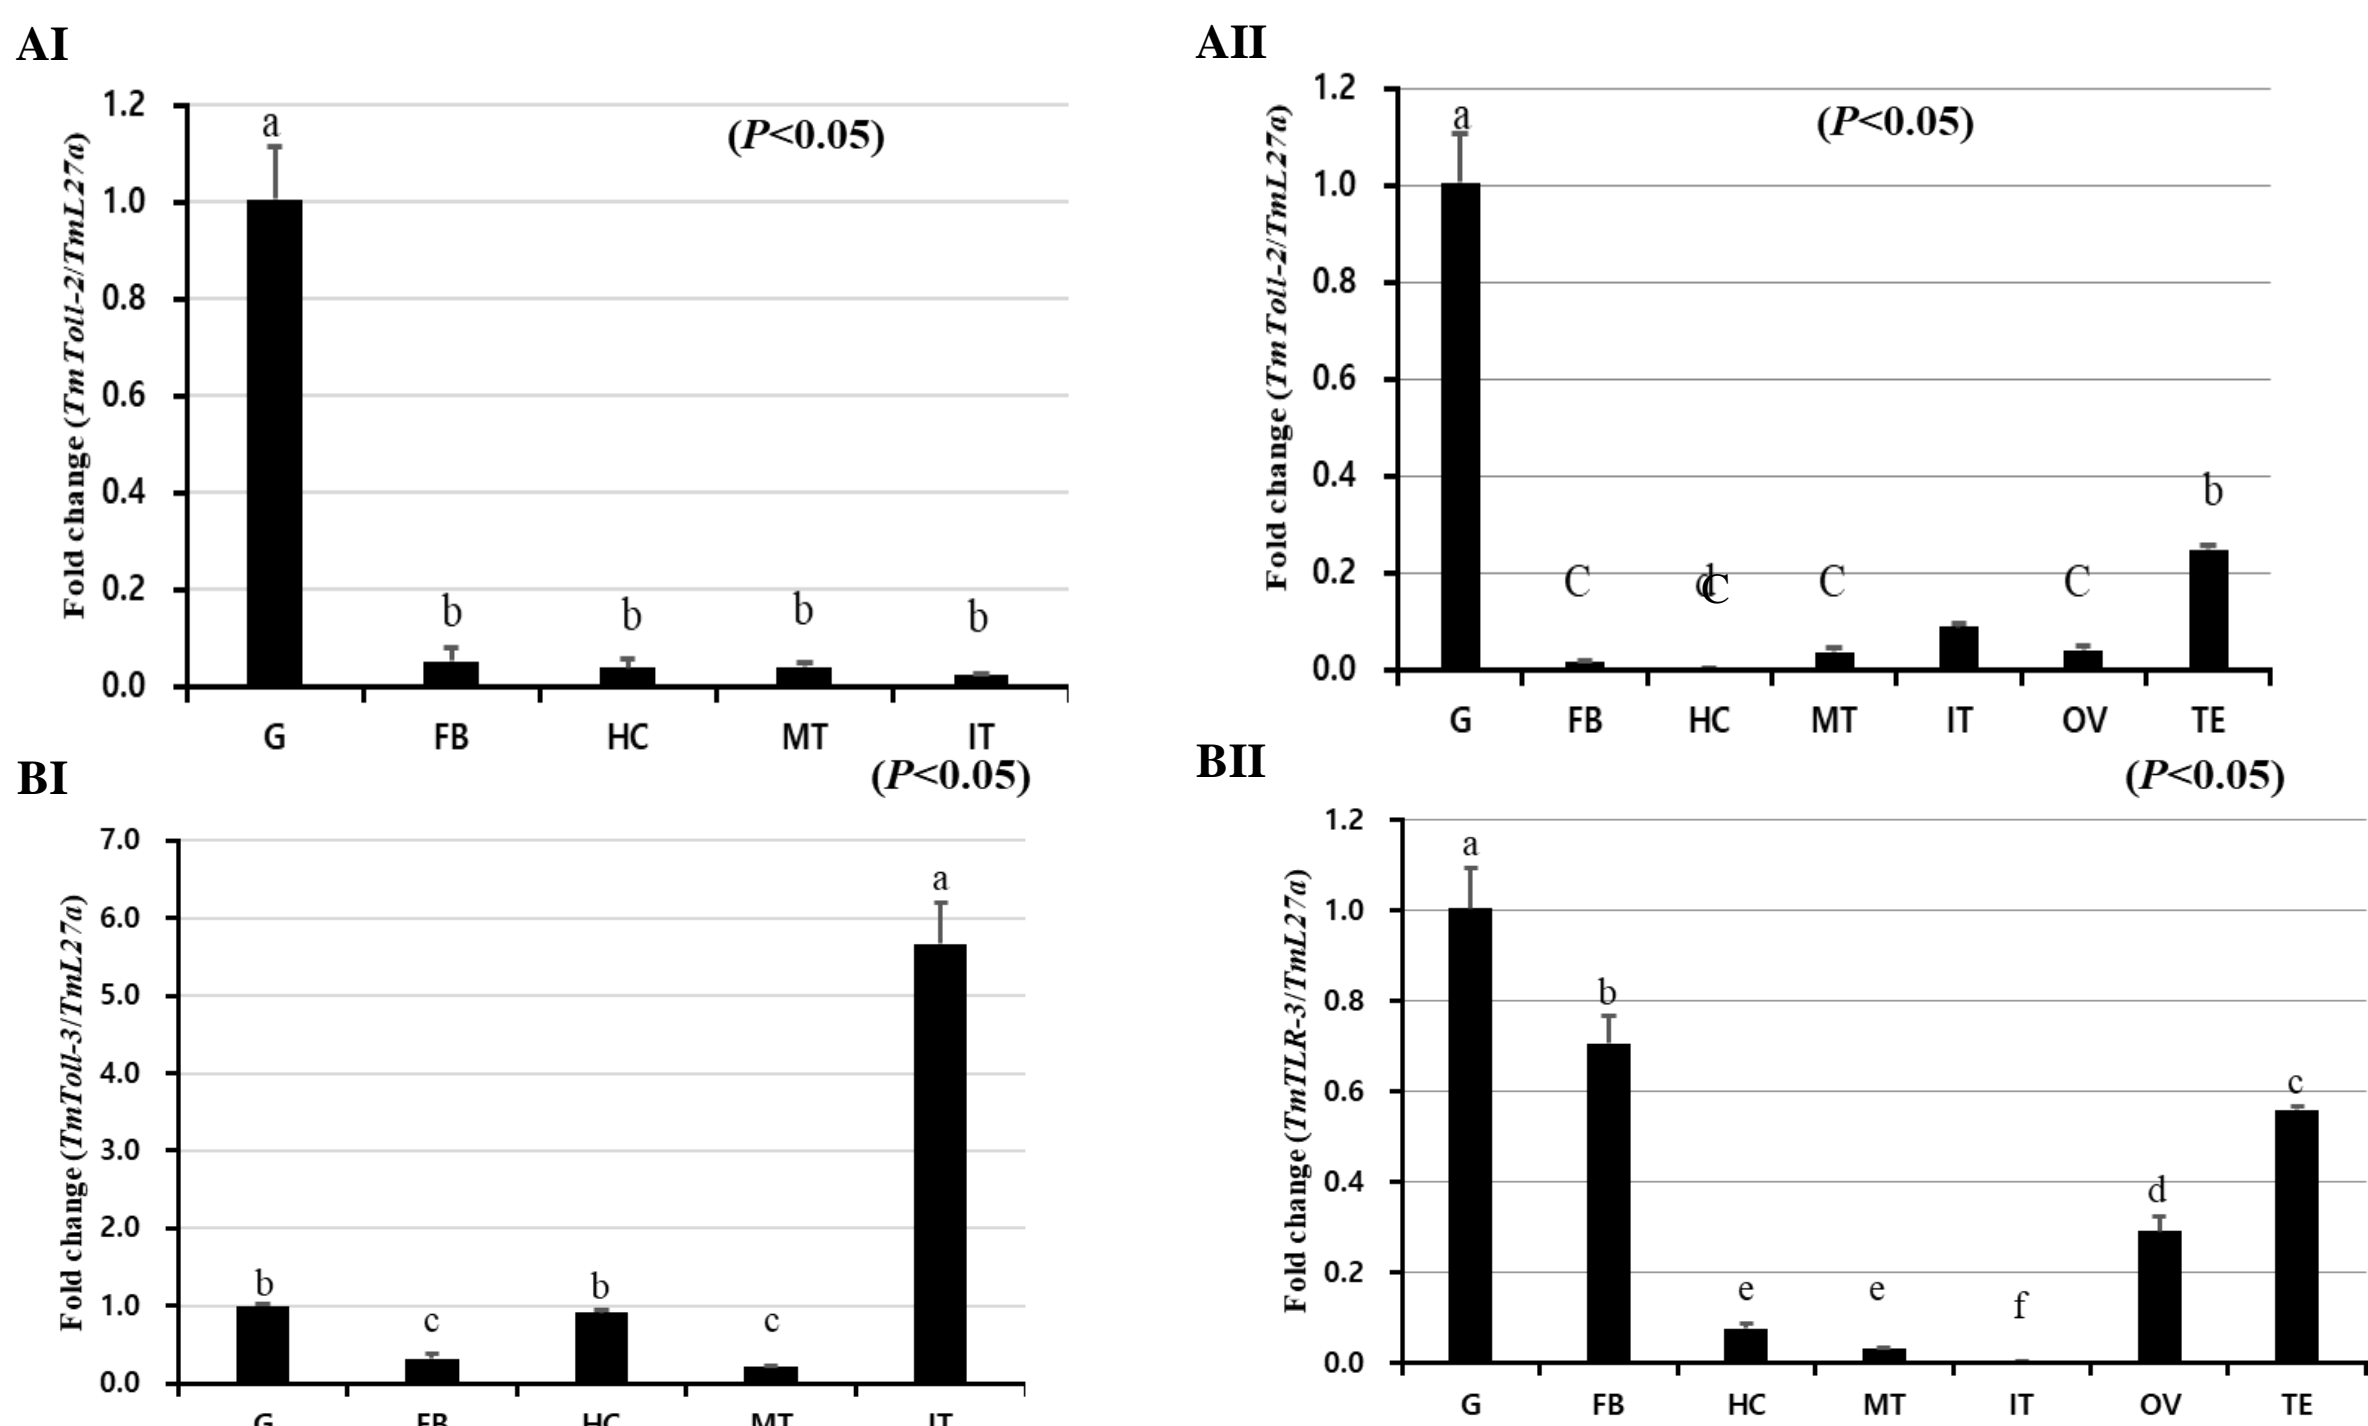 AI
Fold change (TmToll-2/TmL27a)
1.2
1.0
0.8
0.6
0.4
0.2
0.0
(P<0.05)
a
b
b
b
b
G FB HC MT IT
AII
Fold change (TmToll-2/TmL27a)
1.2
1.0
0.8
0.6
0.4
0.2
0.0
(P<0.05)
a
C
d
C
C
C
b
G FB HC MT IT OV TE
BI
(P<0.05)
Fold change (TmToll-3/TmL27a)
7.0
6.0
5.0
4.0
3.0
2.0
1.0
0.0
b
c
b
c
a
G FB HC MT IT
BII
(P<0.05)
Fold change (TmTLR-3/TmL27a)
1.2
1.0
0.8
0.6
0.4
0.2
0.0
a
b
e
e
f
d
c
G FB HC MT IT OV TE